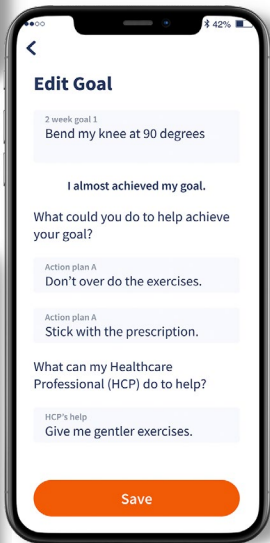 42%
Edit Goal
2 week goal 1
Bend my knee at 90 degrees
I almost achieved my goal.
What could you do to help achieve
your goal?
Action plan A
Don't over do the exercises.
Action plan A
Stick with the prescription.
What can my Healthcare
Professional (HCP) do to help?
HCP's help
Give me gentler exercises.
Save